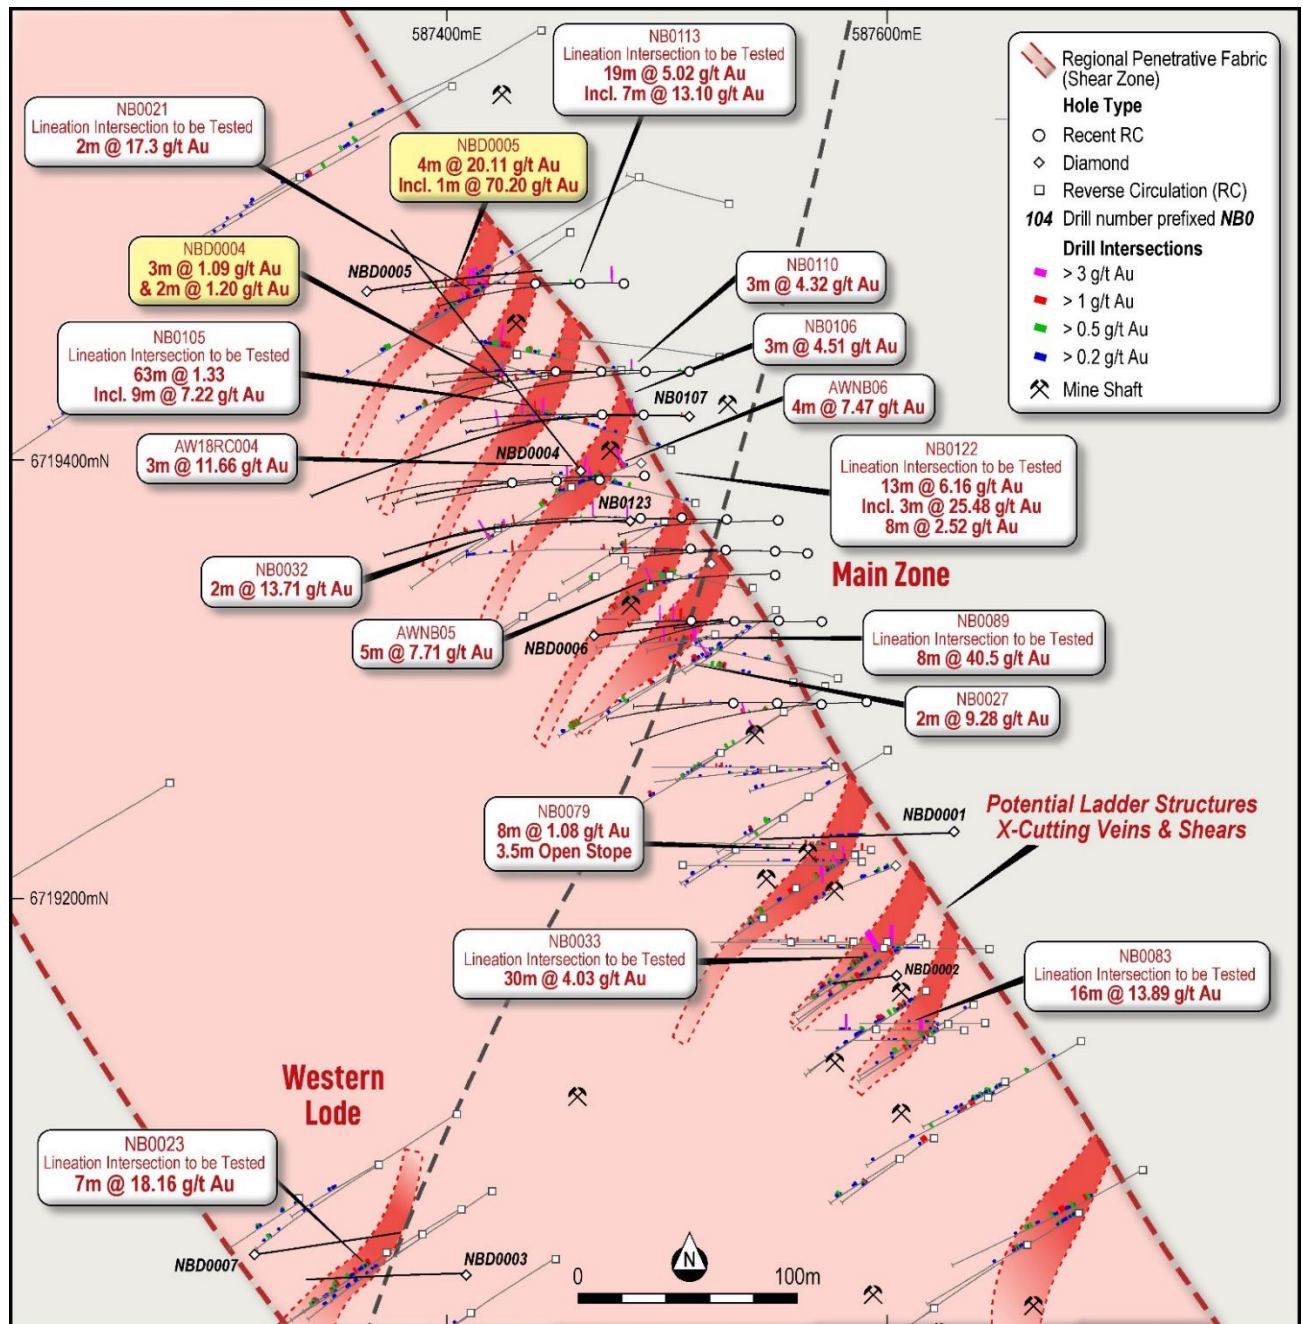 587400mE
587600mE
NB0113
Lineation Intersection to be Tested
19m @ 5.02 g/t Au
Incl. 7m @ 13.10 g/t Au
Regional Penetrative Fabric
(Shear Zone)
Hole Type
Recent RC
Diamond
Reverse Circulation (RC)
104 Drill number prefixed NB0
Drill Intersections
> 3 g/t Au
> 1 g/t Au
> 0.5 g/t Au
> 0.2 g/t Au
Mine Shaft
NB0021
Lineation Intersection to be Tested
2m @ 17.3 g/t Au
NBD0005
4m @ 20.11 g/t Au
Incl. 1m @ 70.20 g/t Au
NBD0004
3m @ 1.09 g/t Au
& 2m @ 1.20 g/t Au
NBD0005
NB0110
3m @ 4.32 g/t Au
NB0105
Lineation Intersection to be Tested
63m @ 1.33
Incl. 9m @ 7.22 g/t Au
NB0106
3m @ 4.51 g/t Au
NB0107
AWNB06
4m @ 7.47 g/t Au
AW18RC004
3m @ 11.66 g/t Au
NBD0004
6719400mN
NB0122
Lineation Intersection to be Tested
13m @ 6.16 g/t Au
Incl. 3m @ 25.48 g/t Au
8m @ 2.52 g/t Au
NB0123
NB0032
2m @ 13.71 g/t Au
Main Zone
AWNB05
5m @ 7.71 g/t Au
NBD0006
NB0089
Lineation Intersection to be Tested
8m @ 40.5 g/t Au
NB0027
2m @ 9.28 g/t Au
NB0079
8m @ 1.08 g/t Au
3.5m Open Stope
NBD0001
Potential Ladder Structures
X-Cutting Veins & Shears
6719200mN
NB0033
Lineation Intersection to be Tested
30m @ 4.03 g/t Au
NBD0002
NB0083
Lineation Intersection to be Tested
16m @ 13.89 g/t Au
Western
Lode
NB0023
Lineation Intersection to be Tested
7m @ 18.16 g/t Au
NBD0007
NBD0003
N
0
100m